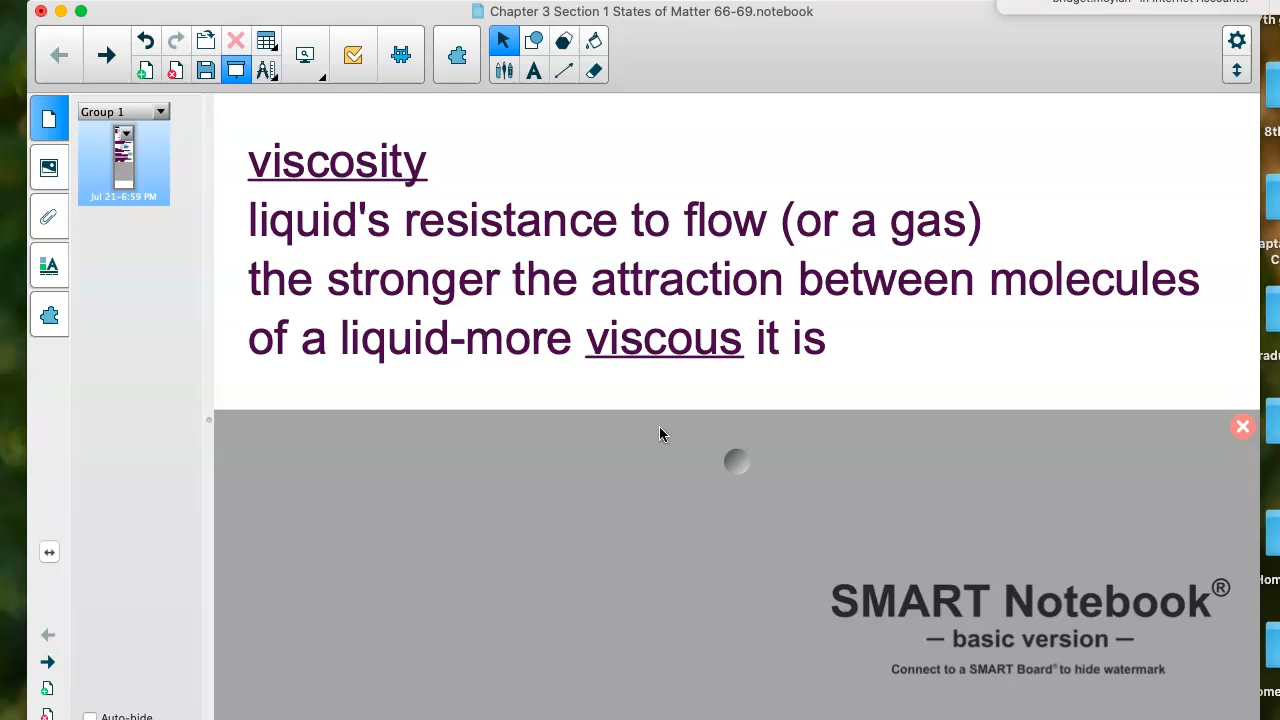 Chapter 3 Section 1 States of Matter 66-69.notebook
Group 1
Jul 21-6:59 PM
viscosity
liquid's resistance to flow (or a gas)
the stronger the attraction between molecules
of a liquid-more viscous it is
8th
SMART Notebook®
— basic version —
Connect to a SMART Board® to hide watermark
Auto-hide